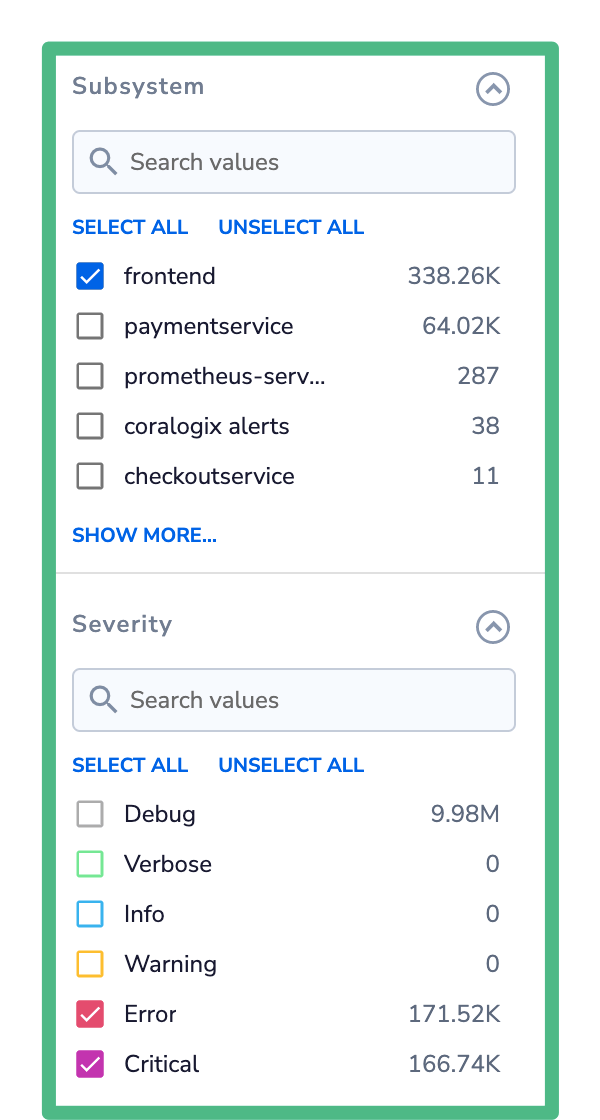 Subsystem
Search values
SELECT ALL UNSELECT ALL
frontend 338.26K
paymentservice 64.02K
prometheus-serv... 287
coralogix alerts 38
checkoutservice 11
SHOW MORE...
Severity
Search values
SELECT ALL UNSELECT ALL
Debug 9.98M
Verbose 0
Info 0
Warning 0
Error 171.52K
Critical 166.74K